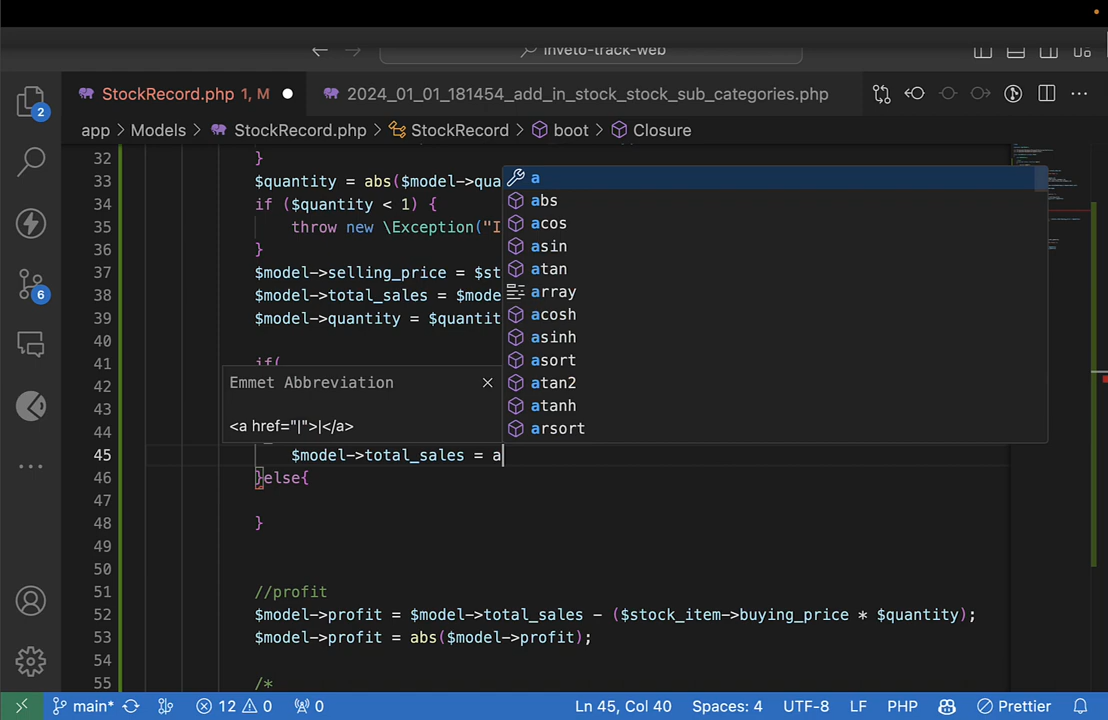 inveto-track-web
StockRecord.php 1, M
2024_01_01_181454_add_in_stock_stock_sub_categories.php
app > Models > StockRecord.php > StockRecord > boot > Closure
32 }
33 $quantity = abs($model->qua
34 if ($quantity < 1) {
35 throw new \Exception("I
36 }
37 $model->selling_price = $st
38 $model->total_sales = $mode
39 $model->quantity = $quantit
40
41 if(
42
43
44
45 $model->total_sales = a
46 }else{
47
48 }
49
50
51 //profit
52 $model->profit = $model->total_sales - ($stock_item->buying_price * $quantity);
53 $model->profit = abs($model->profit);
54
55 /*
a
abs
acos
asin
atan
array
acosh
asinh
asort
atan2
atanh
arsort
Emmet Abbreviation
<a href="|">|</a>
2
6
main* 12 0 0 Ln 45, Col 40 Spaces: 4 UTF-8 LF PHP Prettier